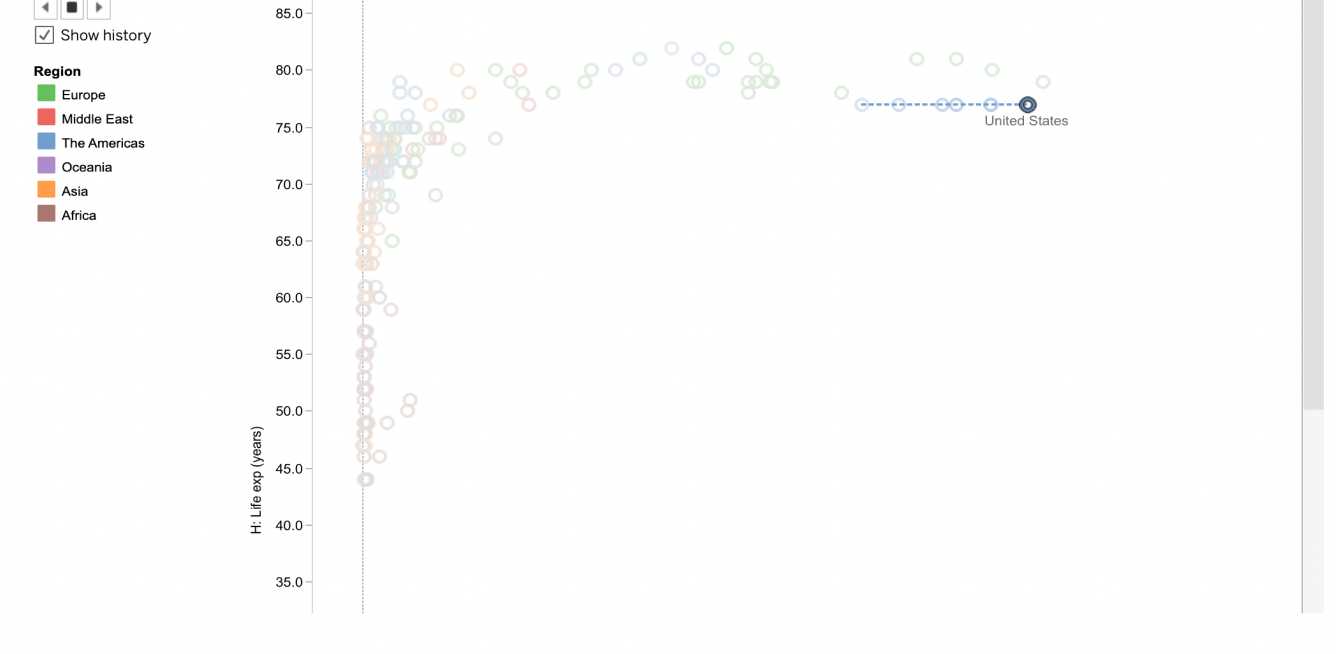 Show history
Region
Europe
Middle East
The Americas
Oceania
Asia
Africa
H: Life exp (years)
85.0
80.0
75.0
70.0
65.0
60.0
55.0
50.0
45.0
40.0
35.0
United States